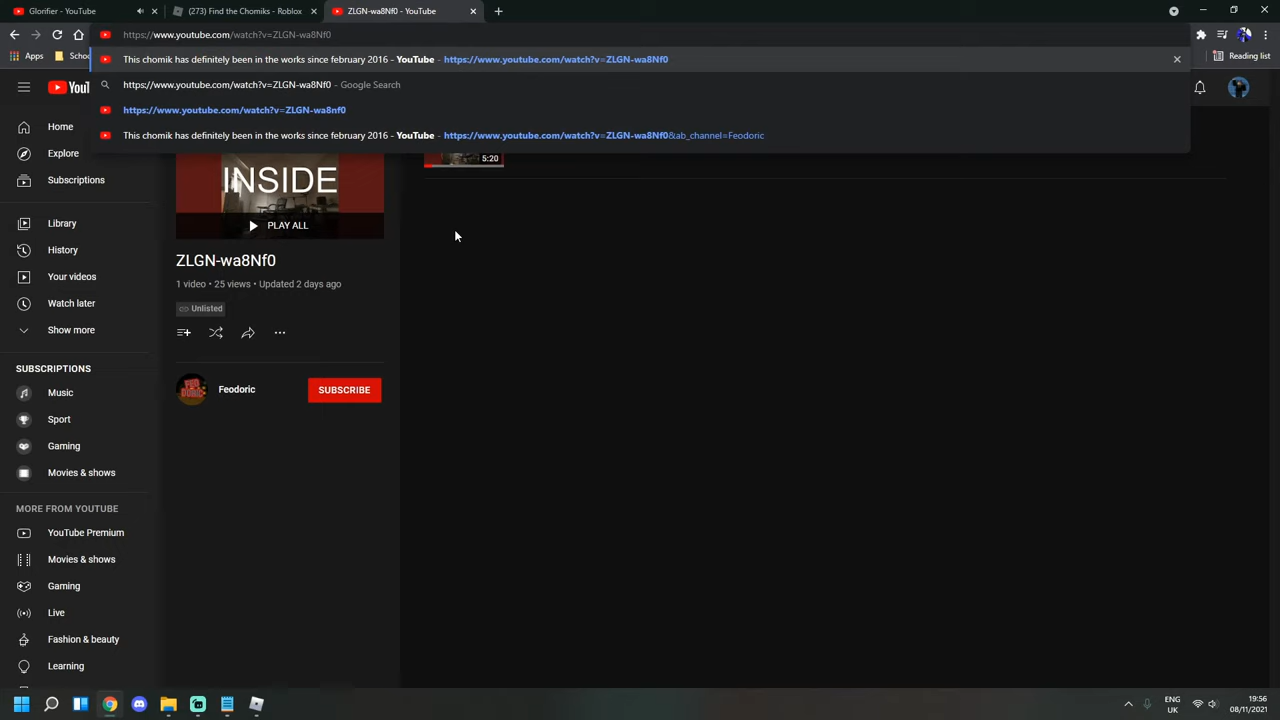 Glorifier - YouTube
(273) Find the Chomiks - Roblox
ZLGN-wa8Nf0 - YouTube
https://www.youtube.com/watch?v=ZLGN-wa8Nf0
Apps
Reading list
This chomik has definitely been in the works since february 2016 - YouTube - https://www.youtube.com/watch?v=ZLGN-wa8Nf0
https://www.youtube.com/watch?v=ZLGN-wa8Nf0 - Google Search
https://www.youtube.com/watch?v=ZLGN-wa8nf0
This chomik has definitely been in the works since february 2016 - YouTube - https://www.youtube.com/watch?v=ZLGN-wa8Nf0&ab_channel=Feodoric
Home
Explore
Subscriptions
Library
History
Your videos
Watch later
Show more
SUBSCRIPTIONS
Music
Sport
Gaming
Movies & shows
MORE FROM YOUTUBE
YouTube Premium
Movies & shows
Gaming
Live
Fashion & beauty
Learning
INSIDE
PLAY ALL
ZLGN-wa8Nf0
1 video • 25 views • Updated 2 days ago
Unlisted
Feodoric
SUBSCRIBE
5:20
ENG
UK
19:56
08/11/2021